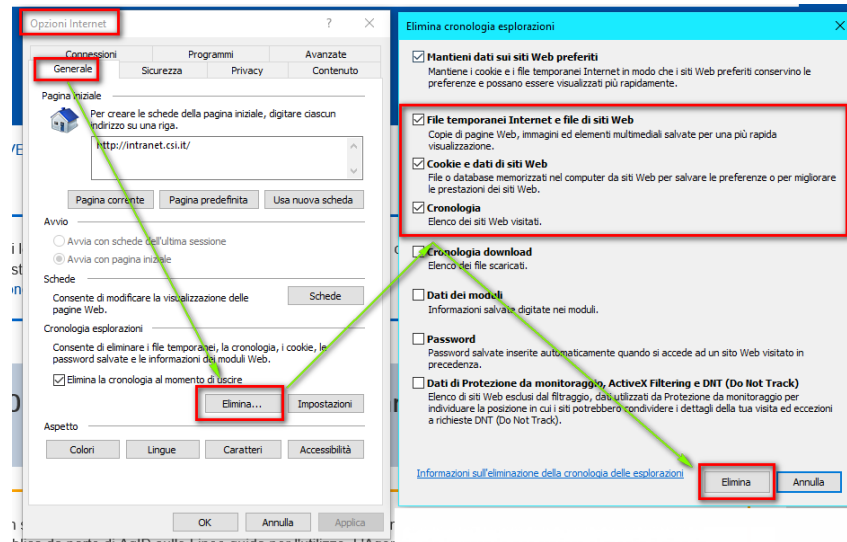 Opzioni Internet
?
Connessioni Programmi Avanzate
Generale Sicurezza Privacy Contenuto
Pagina iniziale
Per creare le schede della pagina iniziale, digitare ciascun
indirizzo su una riga.
http://intranet.csi.it/
Pagina corrente Pagina predefinita Usa nuova scheda
Avvio
Avvia con schede dell'ultima sessione
Avvia con pagina iniziale
Schede
Consente di modificare la visualizzazione delle
pagine Web.
Schede
Cronologia esplorazioni
Consente di eliminare i file temporanei, la cronologia, i cookie, le
password salvate e le informazioni dei moduli Web.
Elimina la cronologia al momento di uscire
Elimina... Impostazioni
Aspetto
Colori Lingue Caratteri Accessibilità
OK Annulla Applica
Elimina cronologia esplorazioni
Mantieni dati sui siti Web preferiti
Mantiene i cookie e i file temporanei Internet in modo che i siti Web preferiti conservino le
preferenze e possano essere visualizzati più rapidamente.
File temporanei Internet e file di siti Web
Copie di pagine Web, immagini ed elementi multimediali salvate per una più rapida
visualizzazione.
Cookie e dati di siti Web
File o database memorizzati nel computer da siti Web per salvare le preferenze o per migliorare
le prestazioni dei siti Web.
Cronologia
Elenco dei siti Web visitati.
Cronologia download
Elenco dei file scaricati.
Dati dei moduli
Informazioni salvate digitate nei moduli.
Password
Password salvate inserite automaticamente quando si accede ad un sito Web visitato in
precedenza.
Dati di Protezione da monitoraggio, ActiveX Filtering e DNT (Do Not Track)
Elenco di siti Web esclusi dal filtraggio, dati utilizzati da Protezione da monitoraggio per
individuare la posizione in cui i siti potrebbero condividere i dettagli della tua visita ed eccezioni
a richieste DNT (Do Not Track).
Informazioni sull'eliminazione della cronologia delle esplorazioni
Elimina Annulla